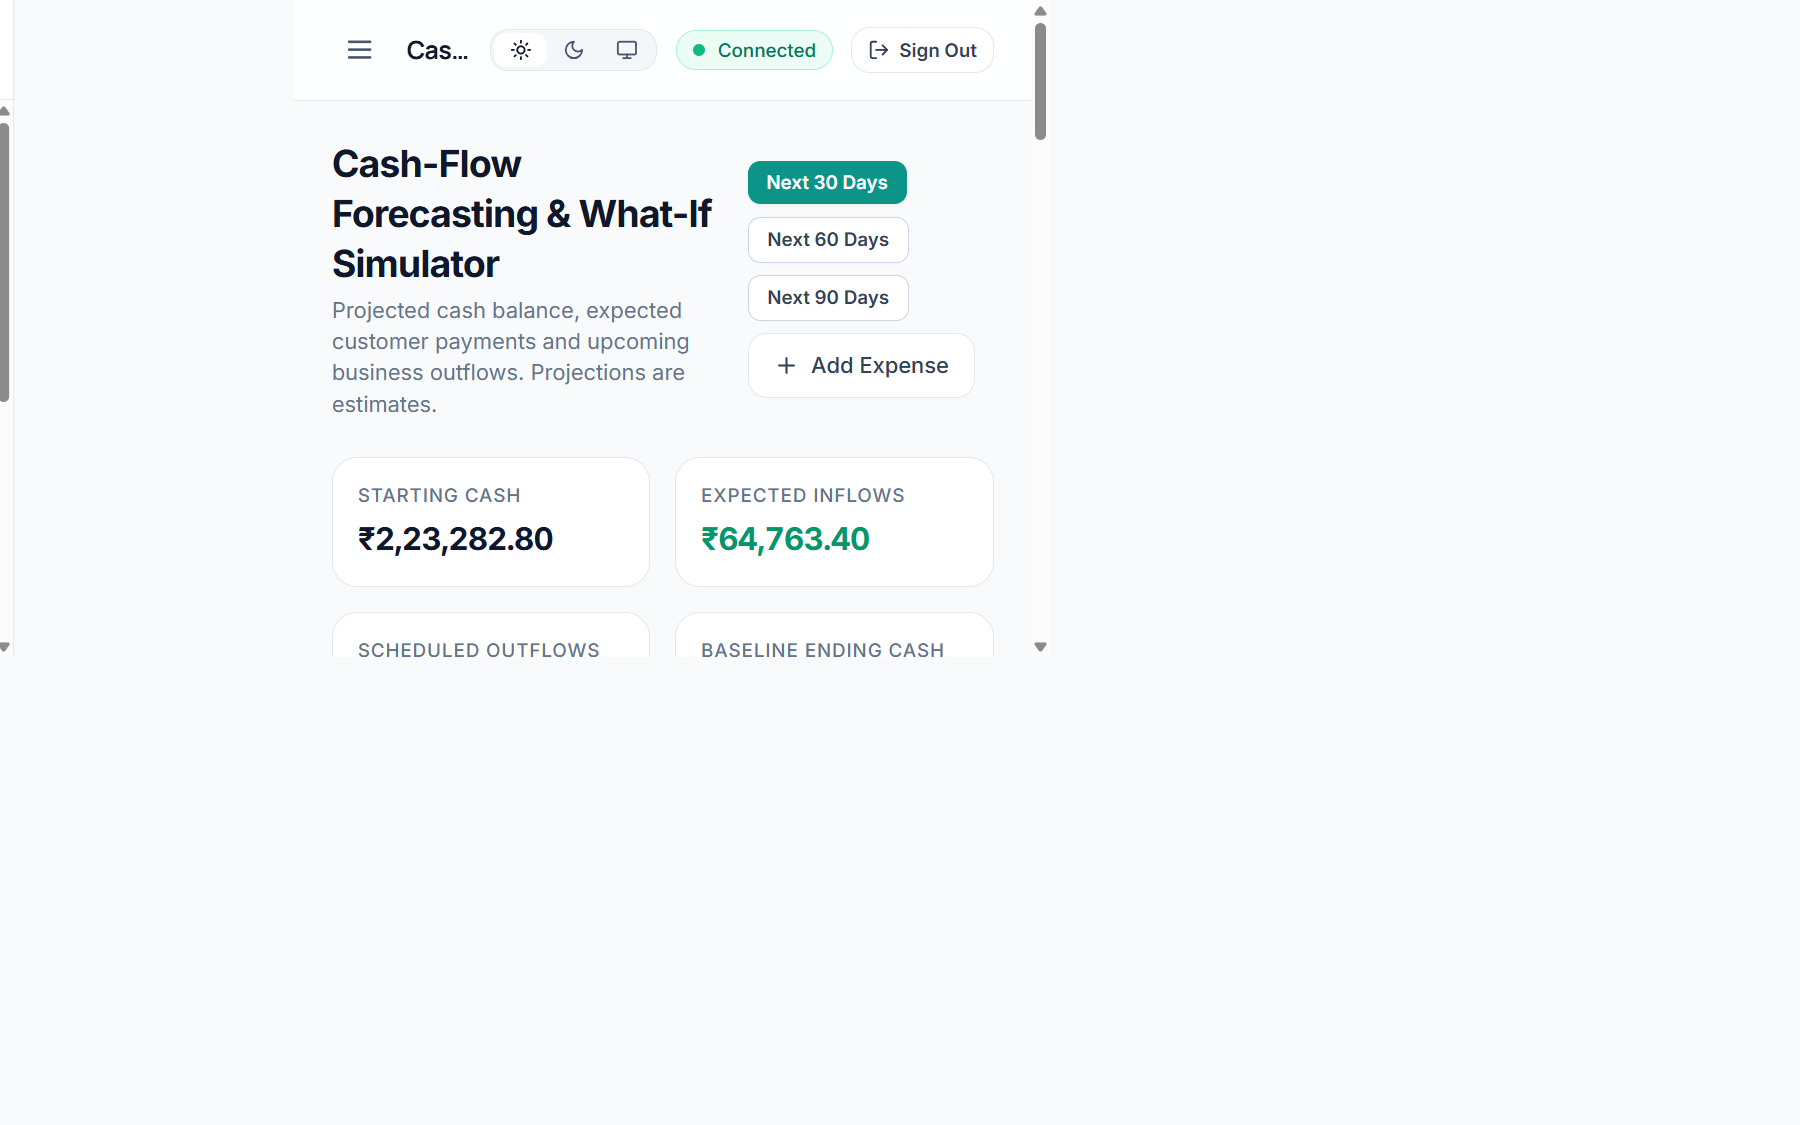 Cas...
Connected
Sign Out
Cash-Flow
Forecasting & What-If
Simulator
Projected cash balance, expected
customer payments and upcoming
business outflows. Projections are
estimates.
Next 30 Days
Next 60 Days
Next 90 Days
Add Expense
STARTING CASH
₹2,23,282.80
EXPECTED INFLOWS
₹64,763.40
SCHEDULED OUTFLOWS
BASELINE ENDING CASH